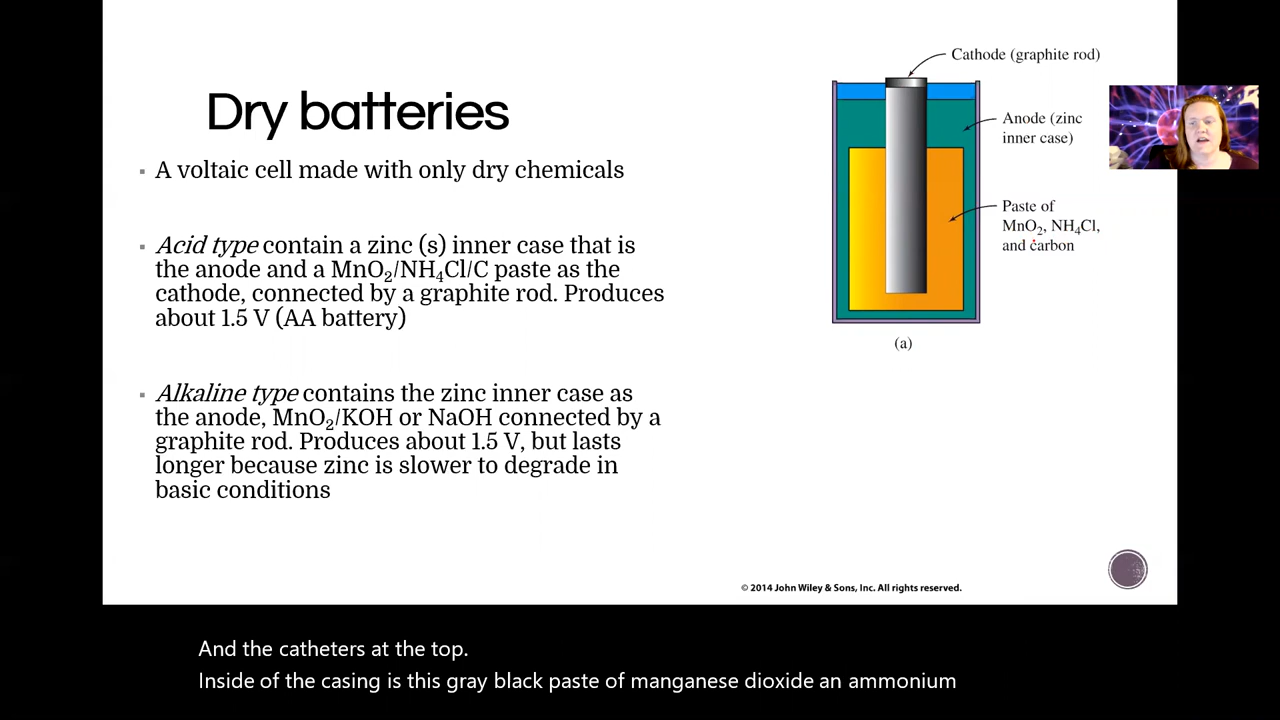 Dry batteries
▪ A voltaic cell made with only dry chemicals
▪ Acid type contain a zinc (s) inner case that is
the anode and a MnO₂/NH₄Cl/C paste as the
cathode, connected by a graphite rod. Produces
about 1.5 V (AA battery)
▪ Alkaline type contains the zinc inner case as
the anode, MnO₂/KOH or NaOH connected by a
graphite rod. Produces about 1.5 V, but lasts
longer because zinc is slower to degrade in
basic conditions
Cathode (graphite rod)
Anode (zinc
inner case)
Paste of
MnO₂, NH₄Cl,
and carbon
(a)
© 2014 John Wiley & Sons, Inc. All rights reserved.
And the catheters at the top.
Inside of the casing is this gray black paste of manganese dioxide an ammonium